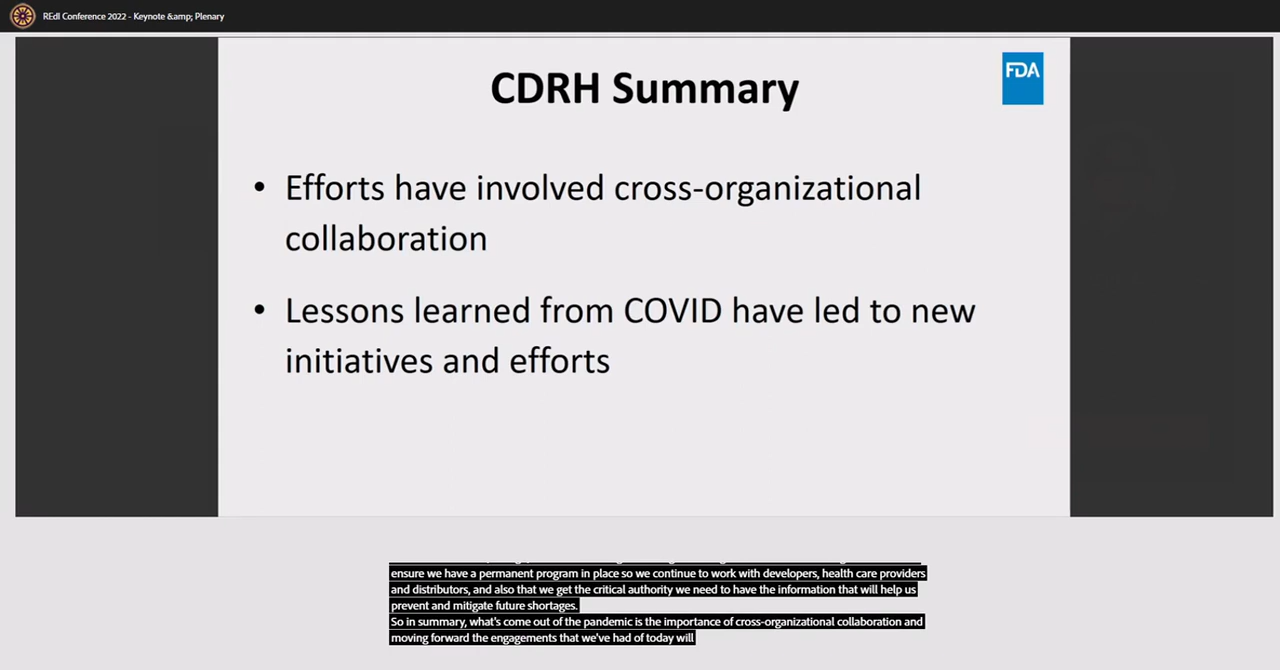 REdI Conference 2022 - Keynote &amp; Plenary
FDA
CDRH Summary
• Efforts have involved cross-organizational
collaboration
• Lessons learned from COVID have led to new
initiatives and efforts
ensure we have a permanent program in place so we continue to work with developers, health care providers
and distributors, and also that we get the critical authority we need to have the information that will help us
prevent and mitigate future shortages.
So in summary, what's come out of the pandemic is the importance of cross-organizational collaboration and
moving forward the engagements that we've had of today will